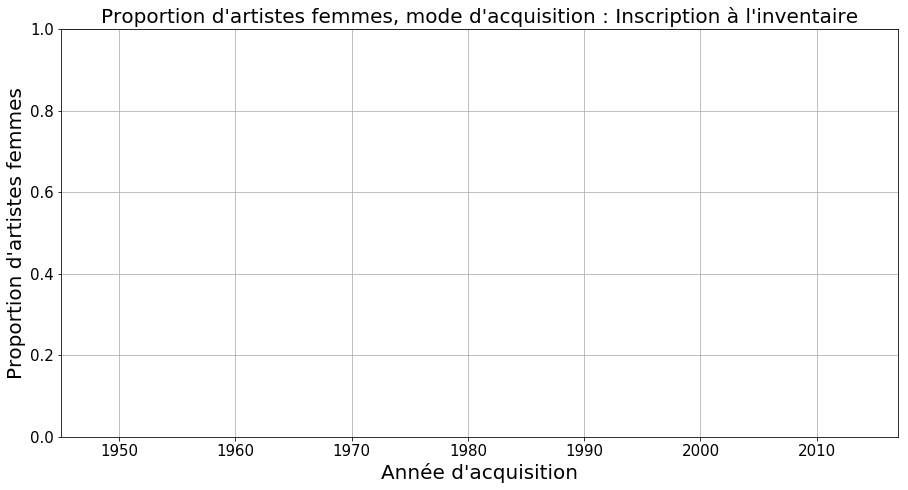 Proportion d'artistes femmes, mode d'acquisition : Inscription à l'inventaire
1.0
0.8
0.6
0.4
0.2
0.0
Proportion d'artistes femmes
1950 1960 1970 1980 1990 2000 2010
Année d'acquisition